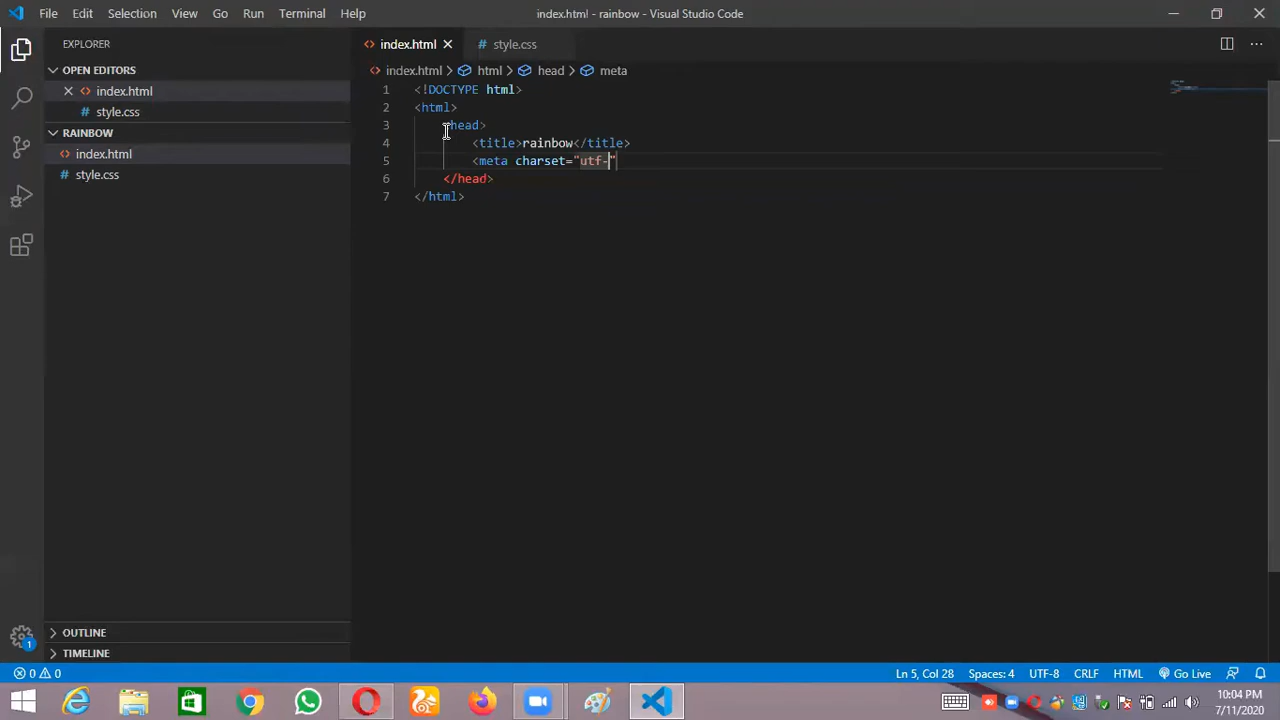 File Edit Selection View Go Run Terminal Help
index.html - rainbow - Visual Studio Code
EXPLORER
OPEN EDITORS
index.html
style.css
RAINBOW
index.html
style.css
OUTLINE
TIMELINE
index.html
style.css
index.html > html > head > meta
1 <!DOCTYPE html>
2 <html>
3 <head>
4 <title>rainbow</title>
5 <meta charset="utf-"
6 </head>
7 </html>
1
0 0
Ln 5, Col 28 Spaces: 4 UTF-8 CRLF HTML Go Live
10:04 PM
7/11/2020